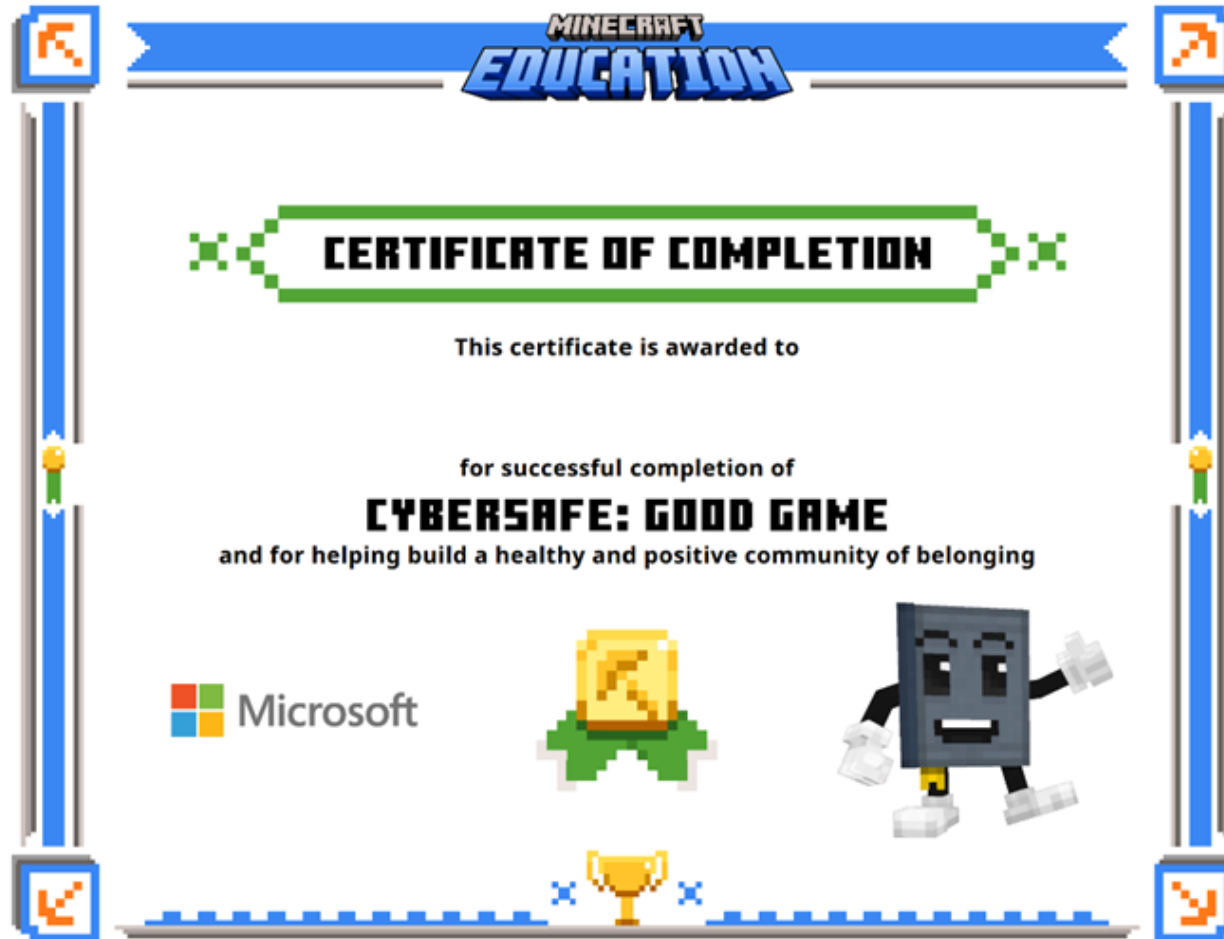 MINECRAFT
EDUCATION
CERTIFICATE OF COMPLETION
This certificate is awarded to
for successful completion of
CYBERSAFE: GOOD GAME
and for helping build a healthy and positive community of belonging
Microsoft